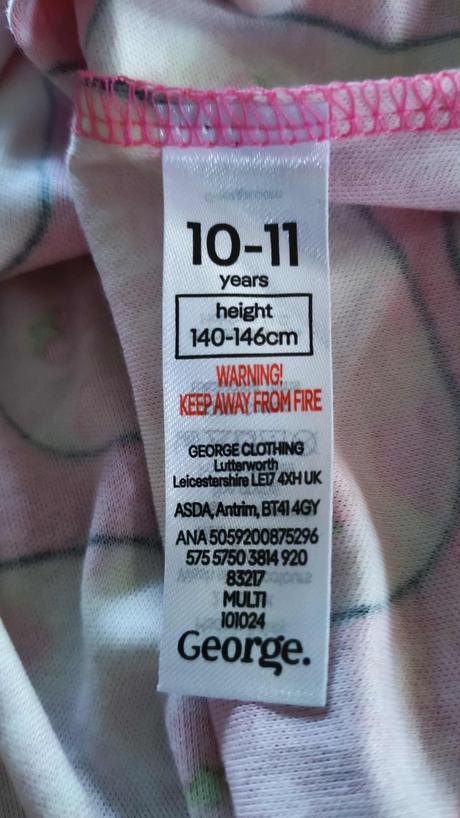 10-11
years
height
140-146cm
WARNING!
KEEP AWAY FROM FIRE
GEORGE CLOTHING
Lutterworth
Leicestershire LE17 4XH UK
ASDA, Antrim, BT41 4GY
ANA 5059200875296
575 5750 3814 920
83217
MULTI
101024
George.